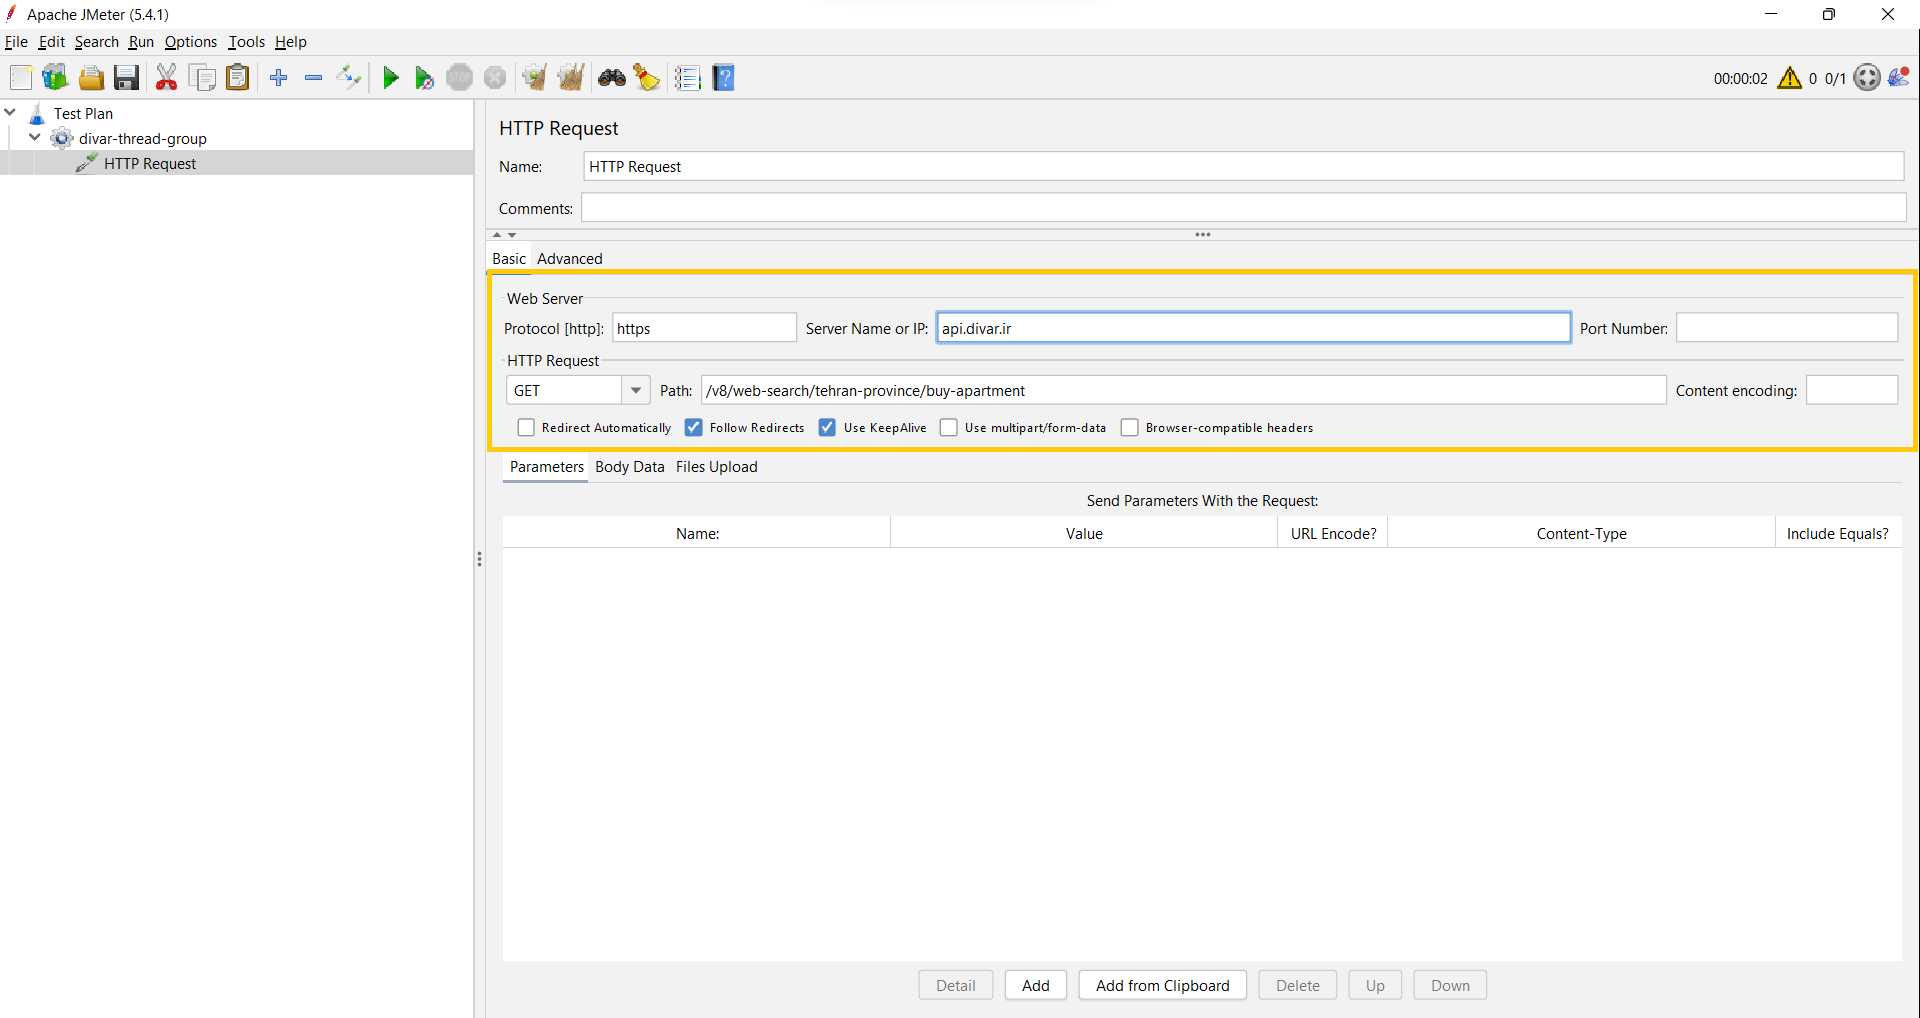 Apache JMeter (5.4.1)
File Edit Search Run Options Tools Help
STOP
00:00:02 0 0/1
Test Plan
divar-thread-group
HTTP Request
HTTP Request
Name: HTTP Request
Comments:
Basic Advanced
Web Server
Protocol [http]: https Server Name or IP: api.divar.ir Port Number:
HTTP Request
GET Path: /v8/web-search/tehran-province/buy-apartment Content encoding:
Redirect Automatically Follow Redirects Use KeepAlive Use multipart/form-data Browser-compatible headers
Parameters Body Data Files Upload
Send Parameters With the Request:
Name: Value URL Encode? Content-Type Include Equals?
Detail Add Add from Clipboard Delete Up Down